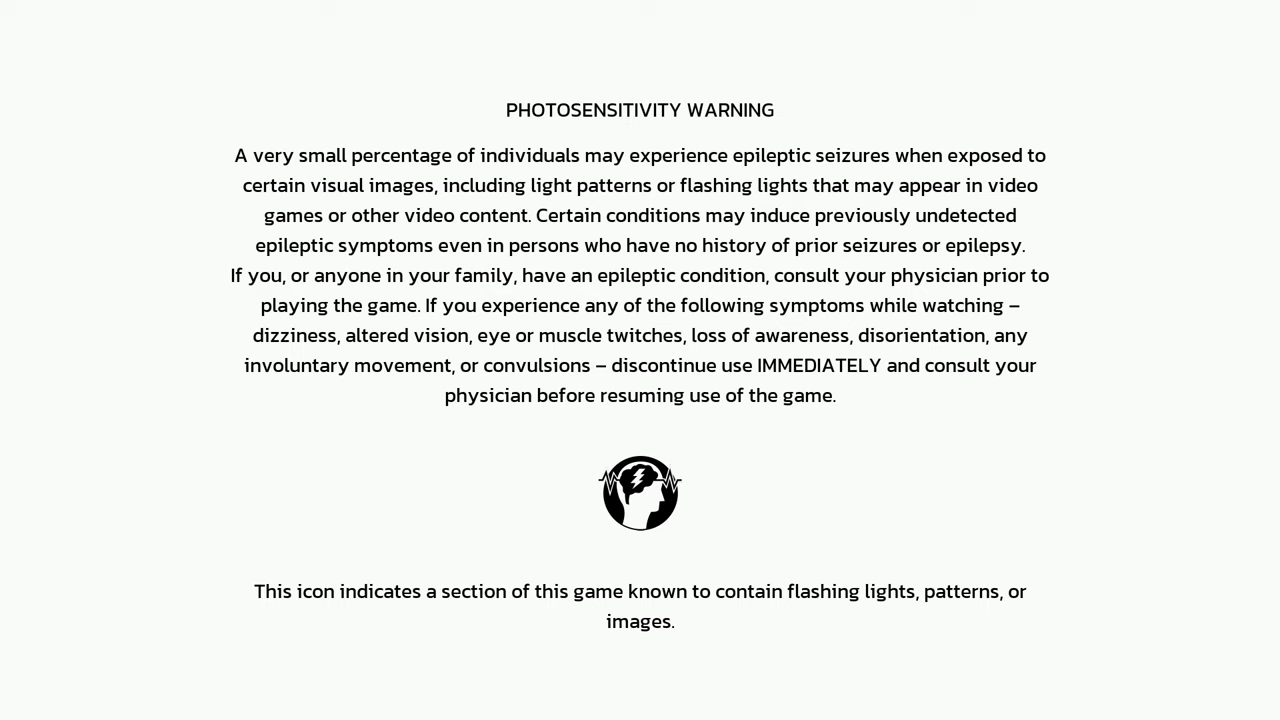 PHOTOSENSITIVITY WARNING
A very small percentage of individuals may experience epileptic seizures when exposed to
certain visual images, including light patterns or flashing lights that may appear in video
games or other video content. Certain conditions may induce previously undetected
epileptic symptoms even in persons who have no history of prior seizures or epilepsy.
If you, or anyone in your family, have an epileptic condition, consult your physician prior to
playing the game. If you experience any of the following symptoms while watching –
dizziness, altered vision, eye or muscle twitches, loss of awareness, disorientation, any
involuntary movement, or convulsions – discontinue use IMMEDIATELY and consult your
physician before resuming use of the game.
This icon indicates a section of this game known to contain flashing lights, patterns, or
images.